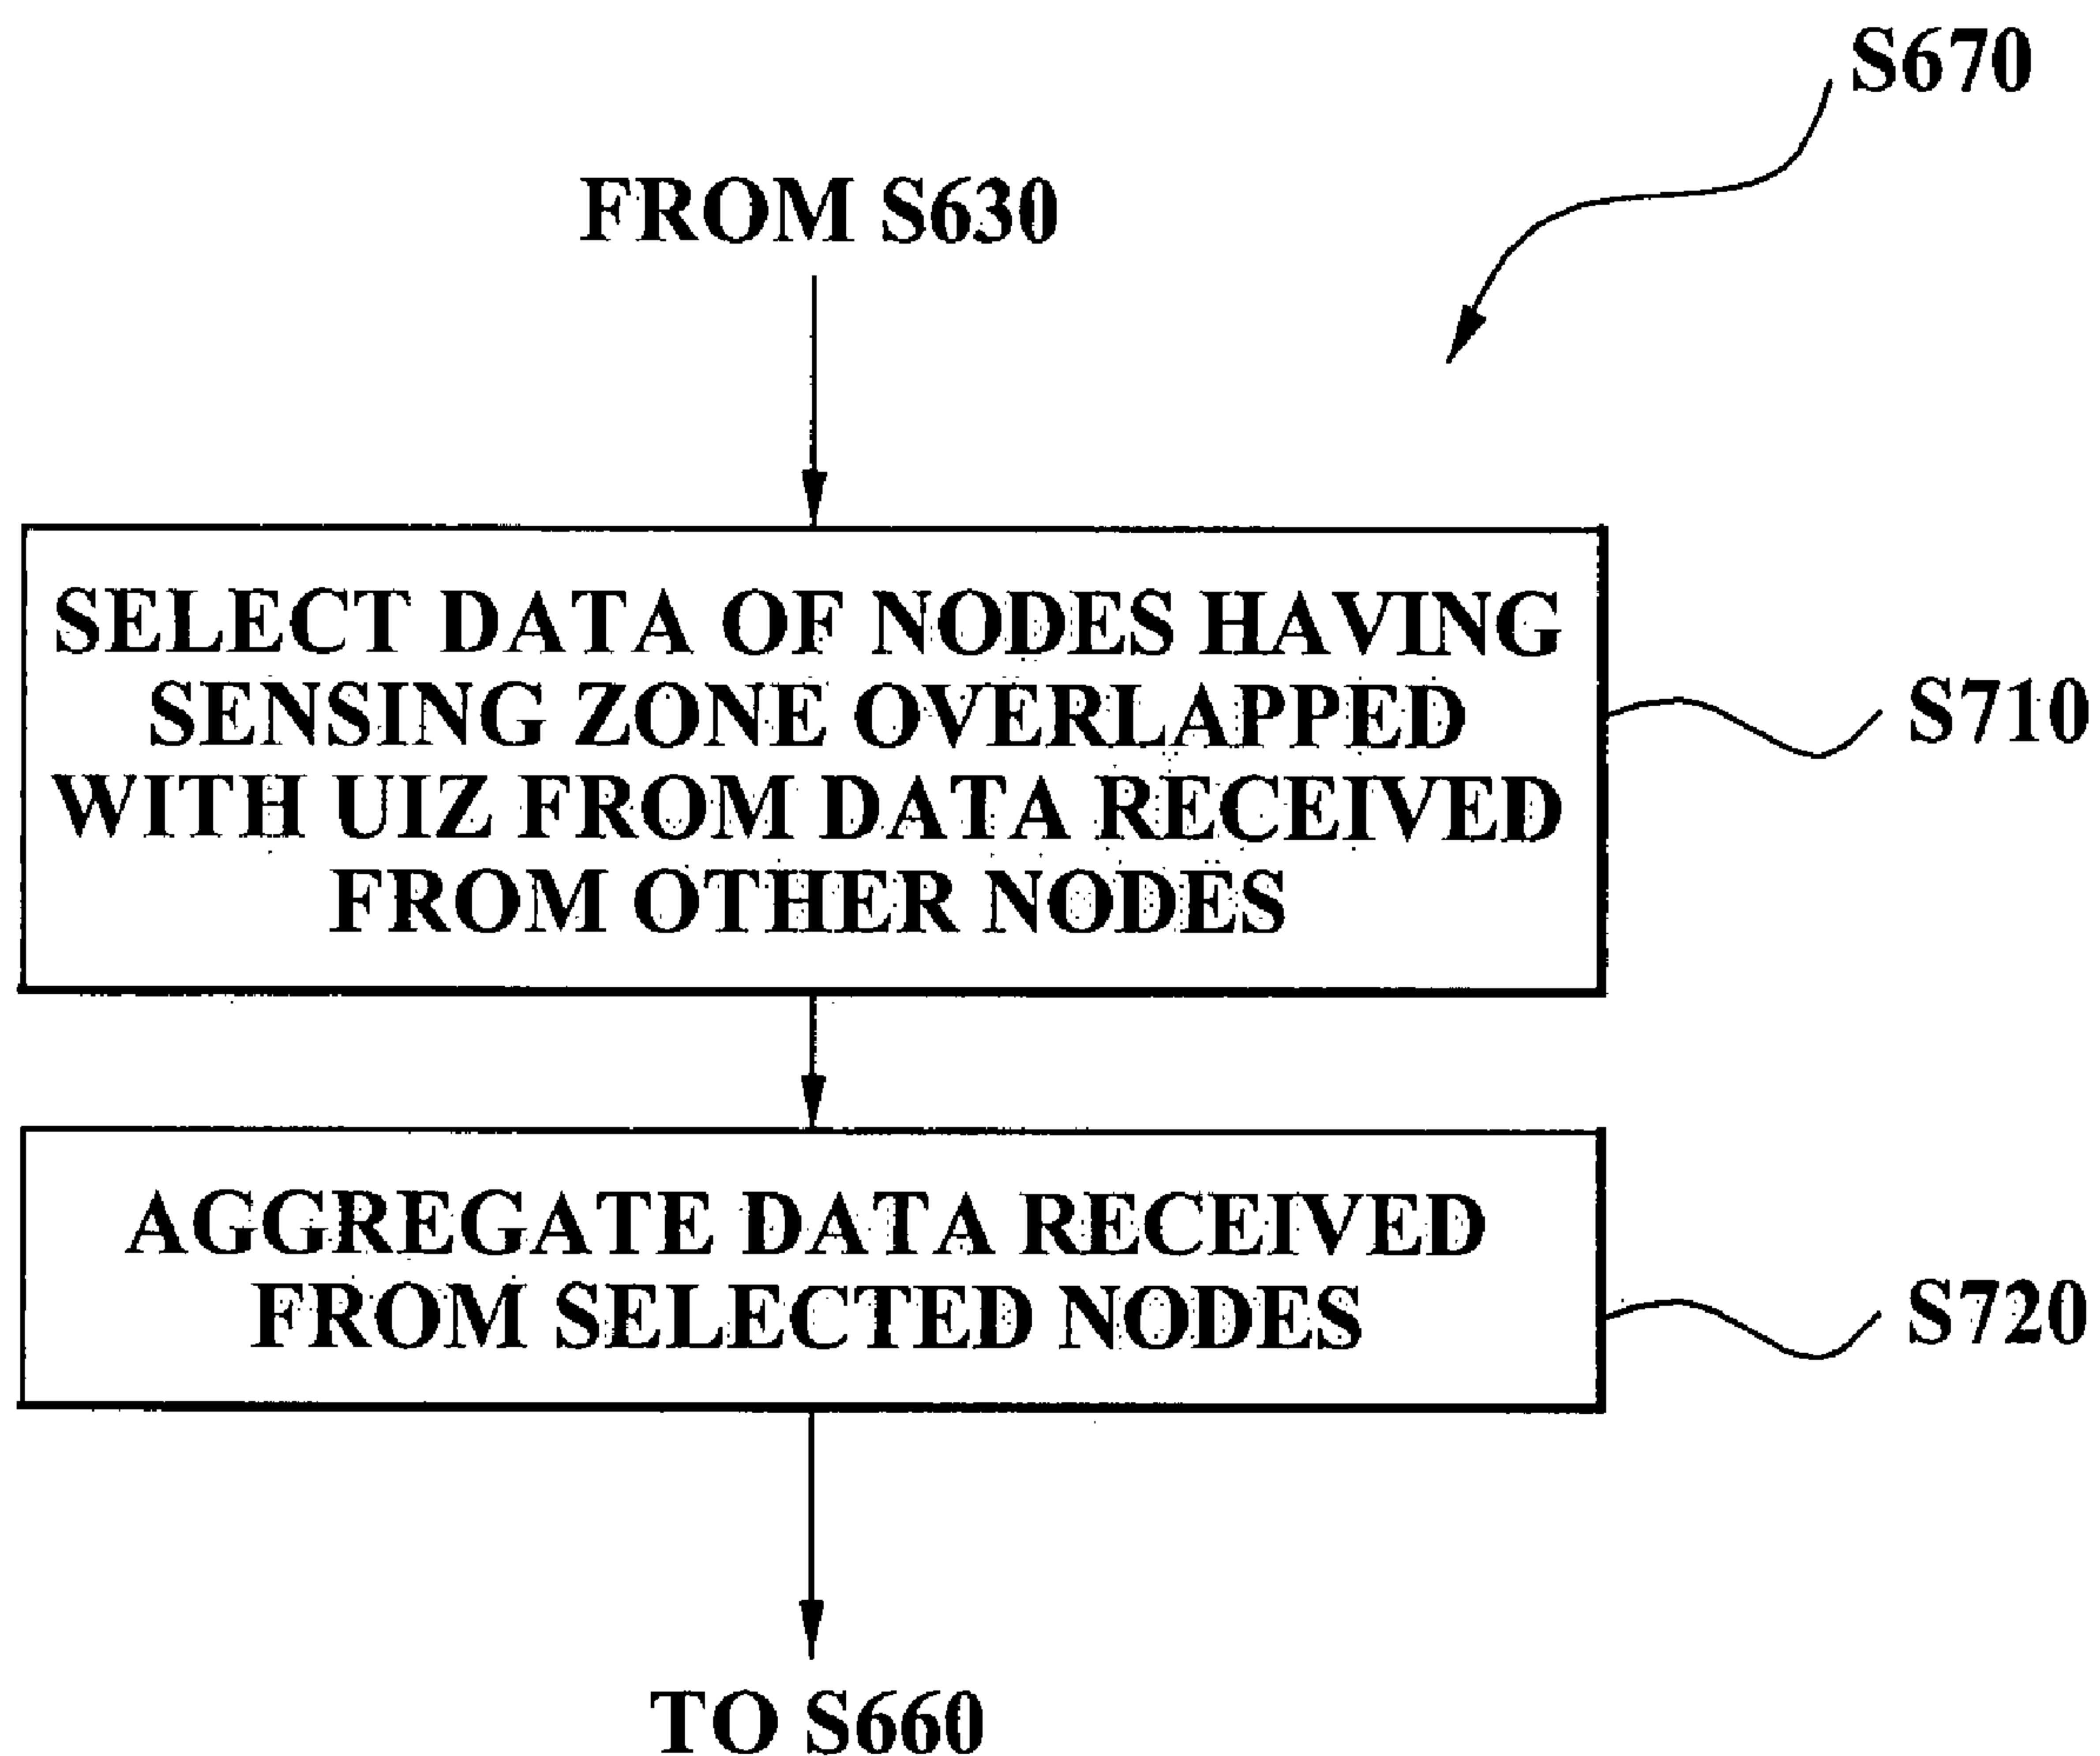 S670
FROM S630
SELECT DATA OF NODES HAVING
SENSING ZONE OVERLAPPED
WITH UIZ FROM DATA RECEIVED
FROM OTHER NODES
S710
AGGREGATE DATA RECEIVED
FROM SELECTED NODES
S720
TO S660